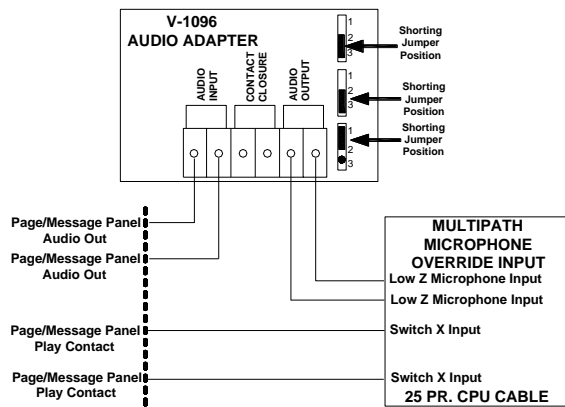 V-1096
AUDIO ADAPTER
AUDIO
INPUT
CONTACT
CLOSURE
AUDIO
OUTPUT
1
2
3
Shorting
Jumper
Position
1
2
3
Shorting
Jumper
Position
1
2
3
Shorting
Jumper
Position
Page/Message Panel
Audio Out
Page/Message Panel
Audio Out
Page/Message Panel
Play Contact
Page/Message Panel
Play Contact
MULTIPATH
MICROPHONE
OVERRIDE INPUT
Low Z Microphone Input
Low Z Microphone Input
Switch X Input
Switch X Input
25 PR. CPU CABLE